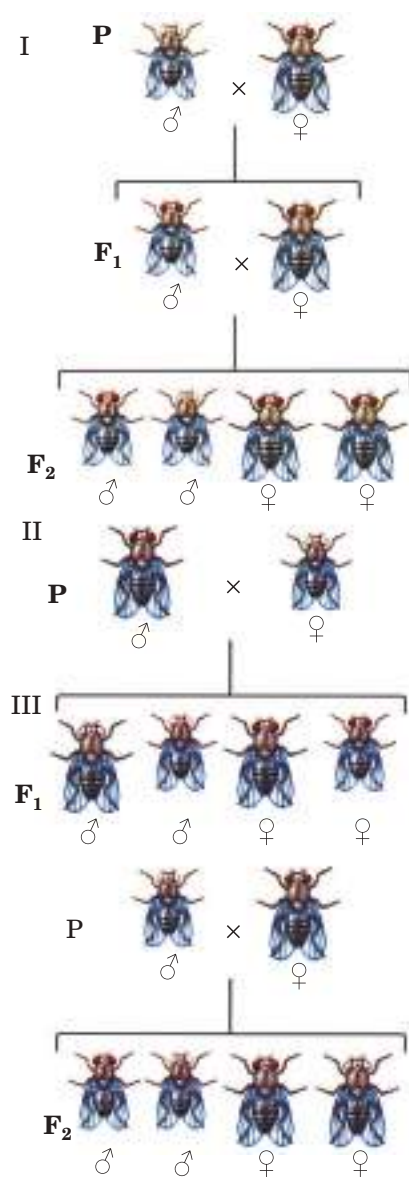 I P
♂ × ♀
F₁
♂ × ♀
F₂
♂ ♂ ♀ ♀
II
P ♂ × ♀
III
F₁
♂ ♂ ♀ ♀
P ♂ × ♀
F₂
♂ ♂ ♀ ♀